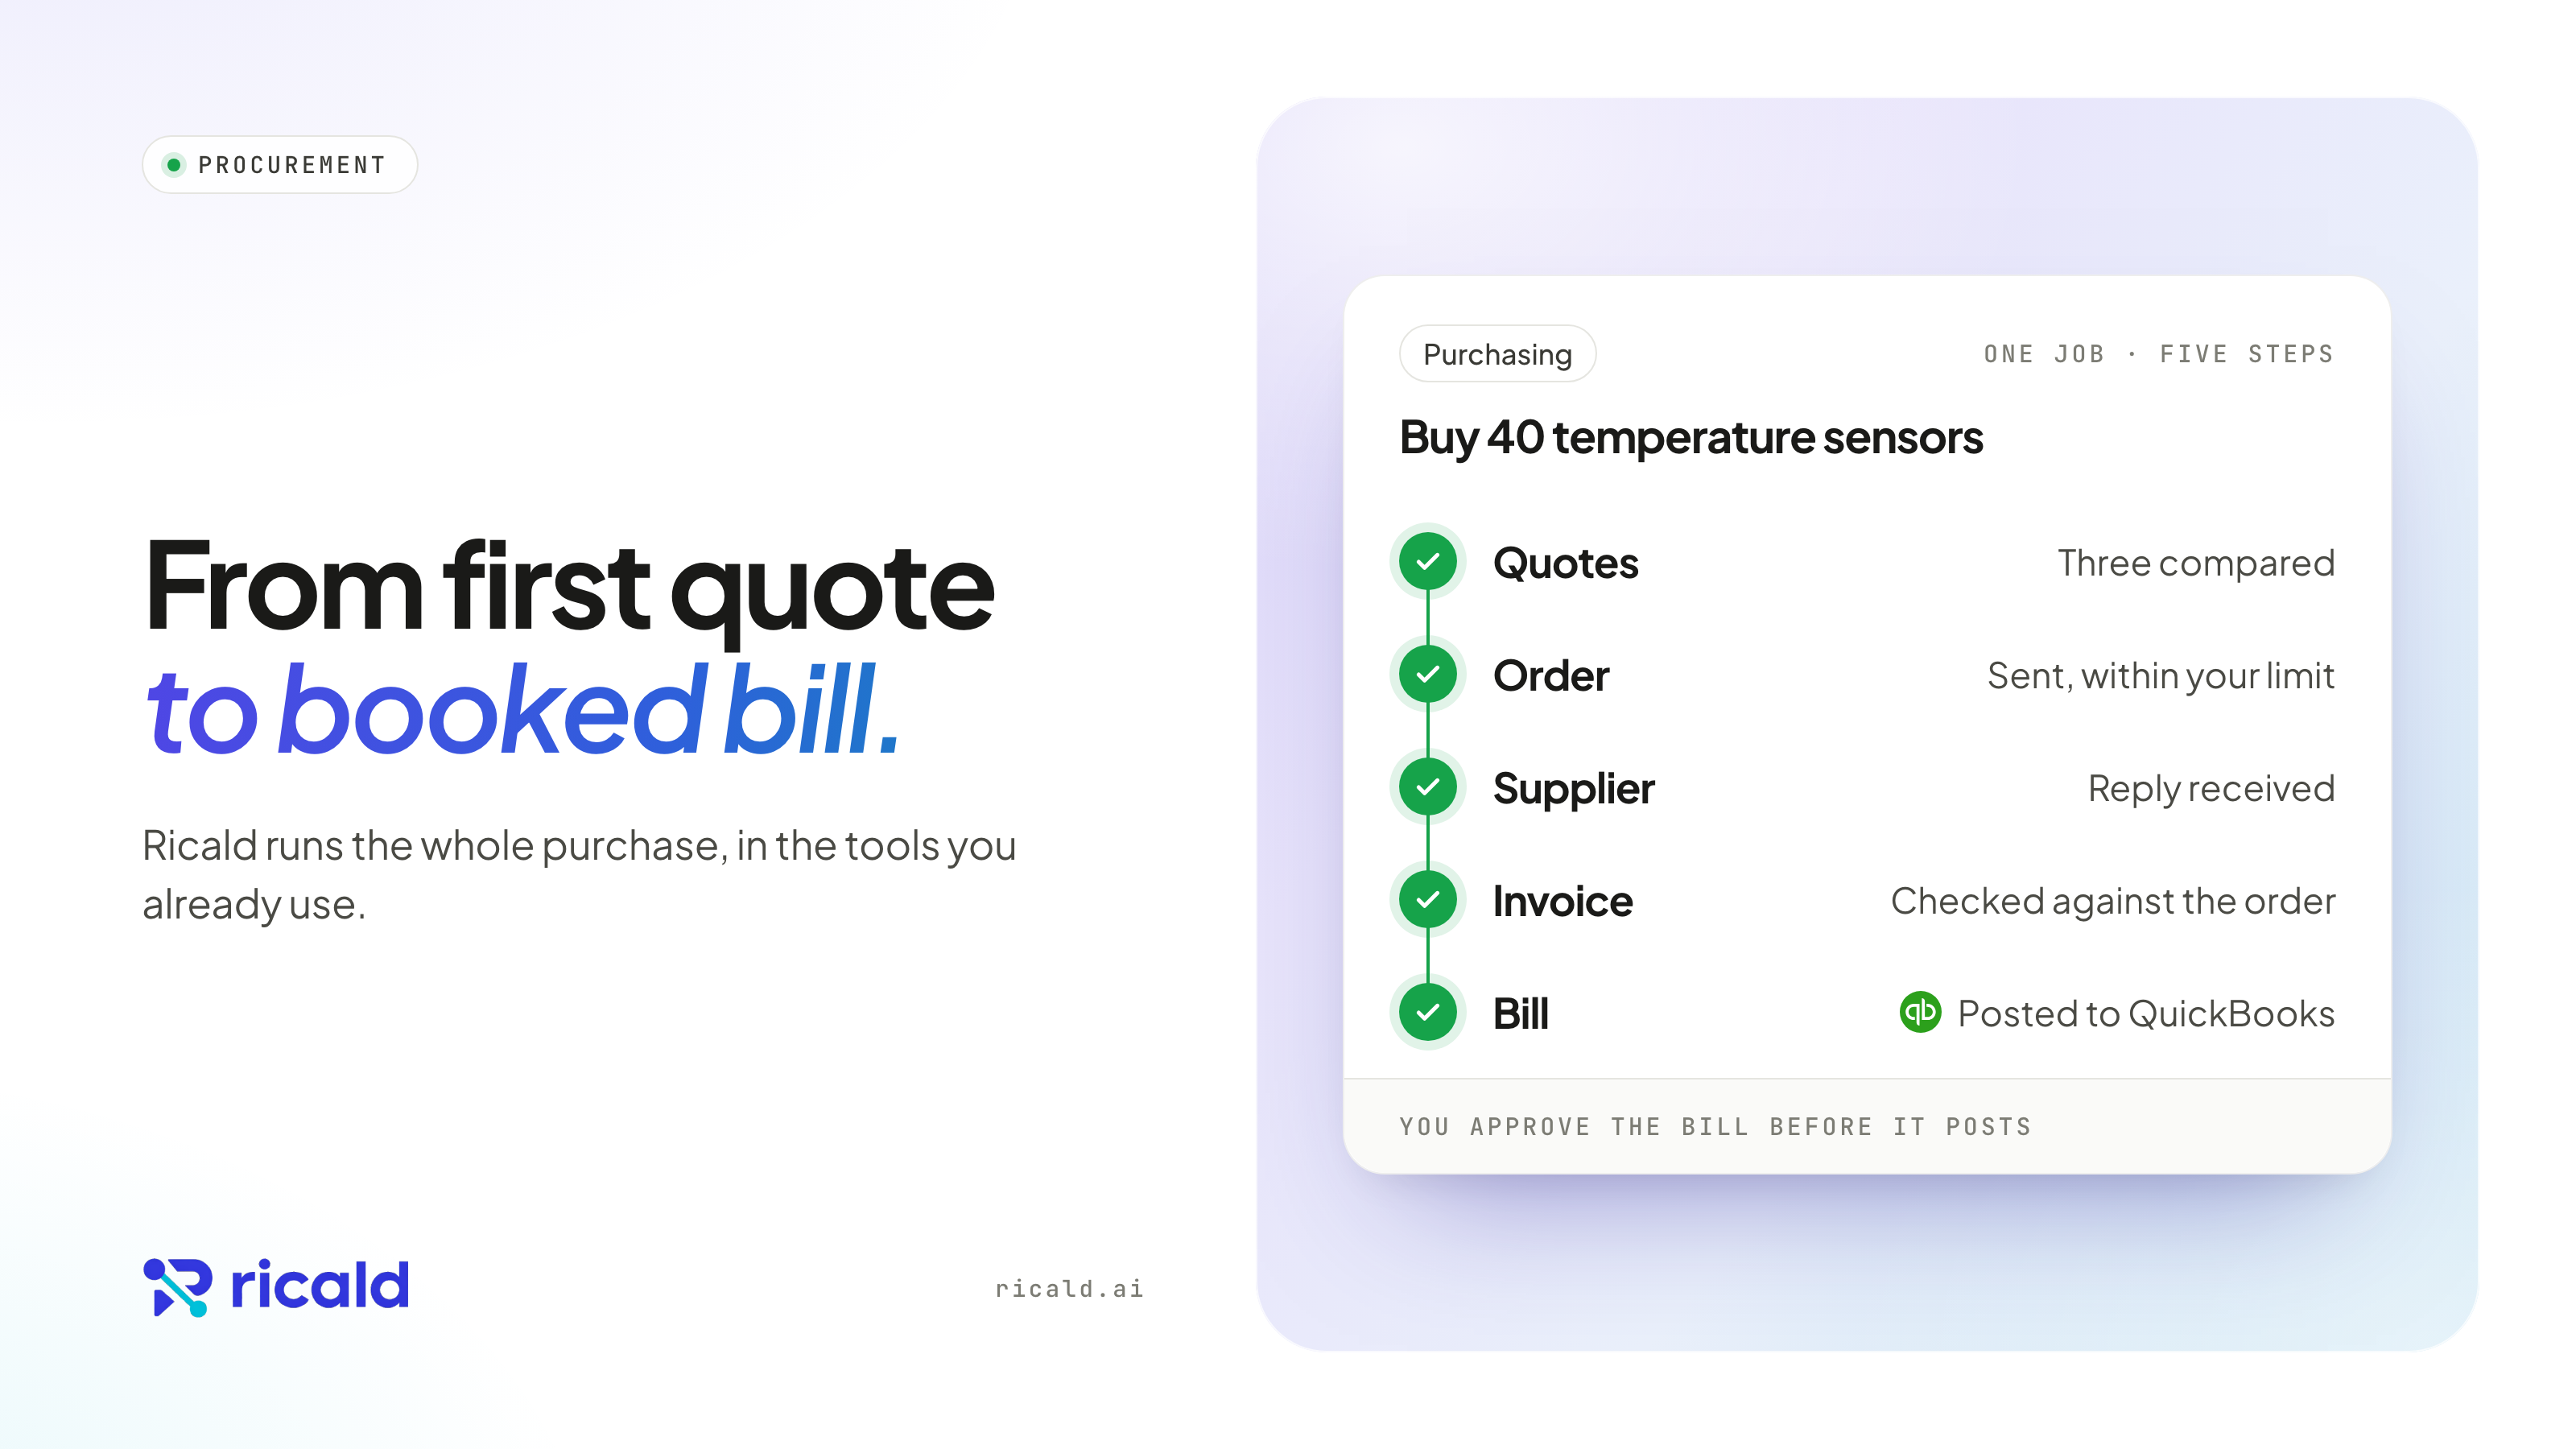 PROCUREMENT
From first quote
to booked bill.
Ricald runs the whole purchase, in the tools you
already use.
ricald
ricald.ai
Purchasing
ONE JOB · FIVE STEPS
Buy 40 temperature sensors
Quotes
Three compared
Order
Sent, within your limit
Supplier
Reply received
Invoice
Checked against the order
Bill
qb Posted to QuickBooks
YOU APPROVE THE BILL BEFORE IT POSTS